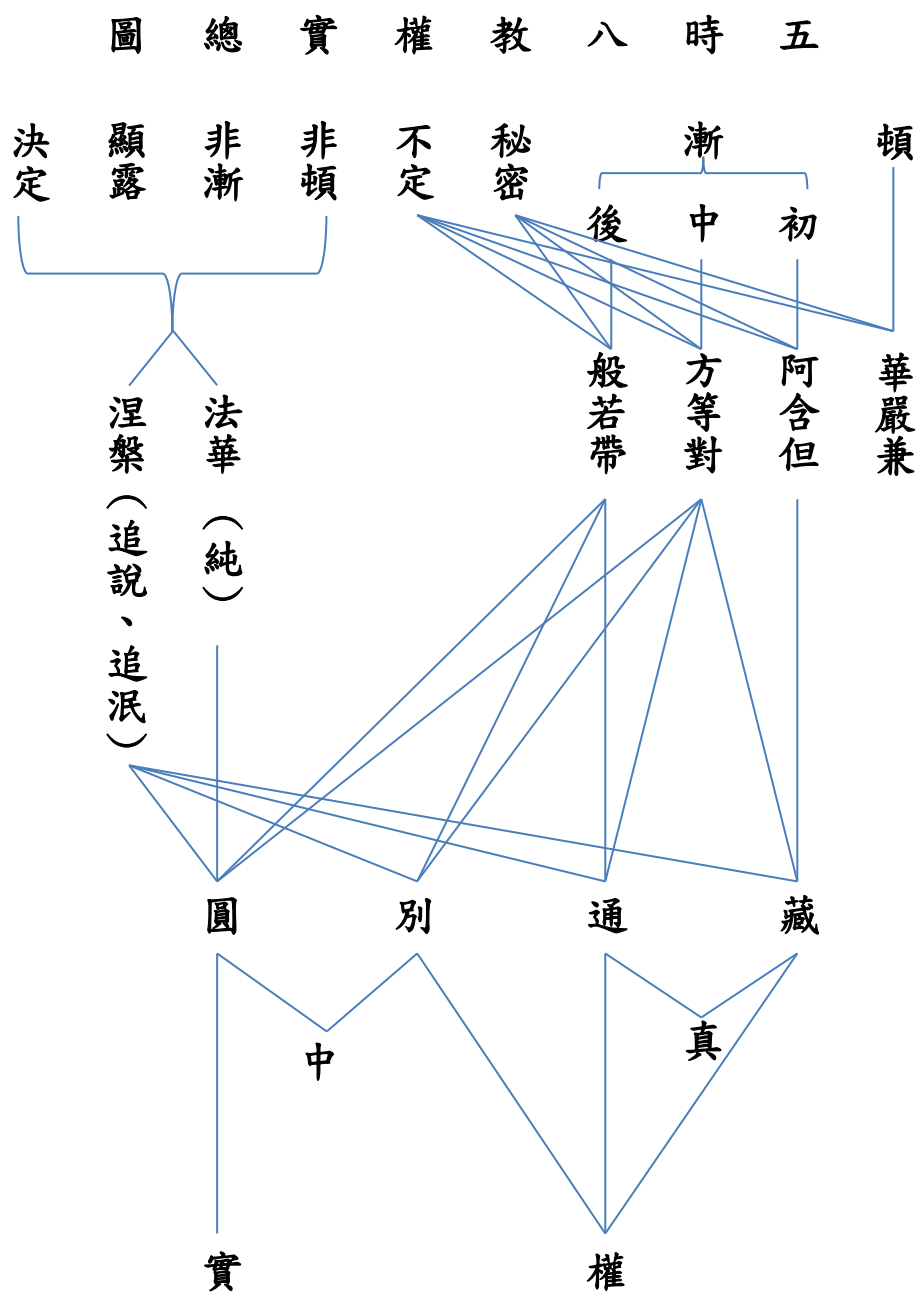 五時八教權實總圖
頓
漸
秘密
不定
非頓
非漸
顯露
決定
初
中
後
華嚴兼
阿含但
方等對
般若帶
法華（純）
涅槃（追說、追泯）
藏
通
別
圓
真
中
權
實